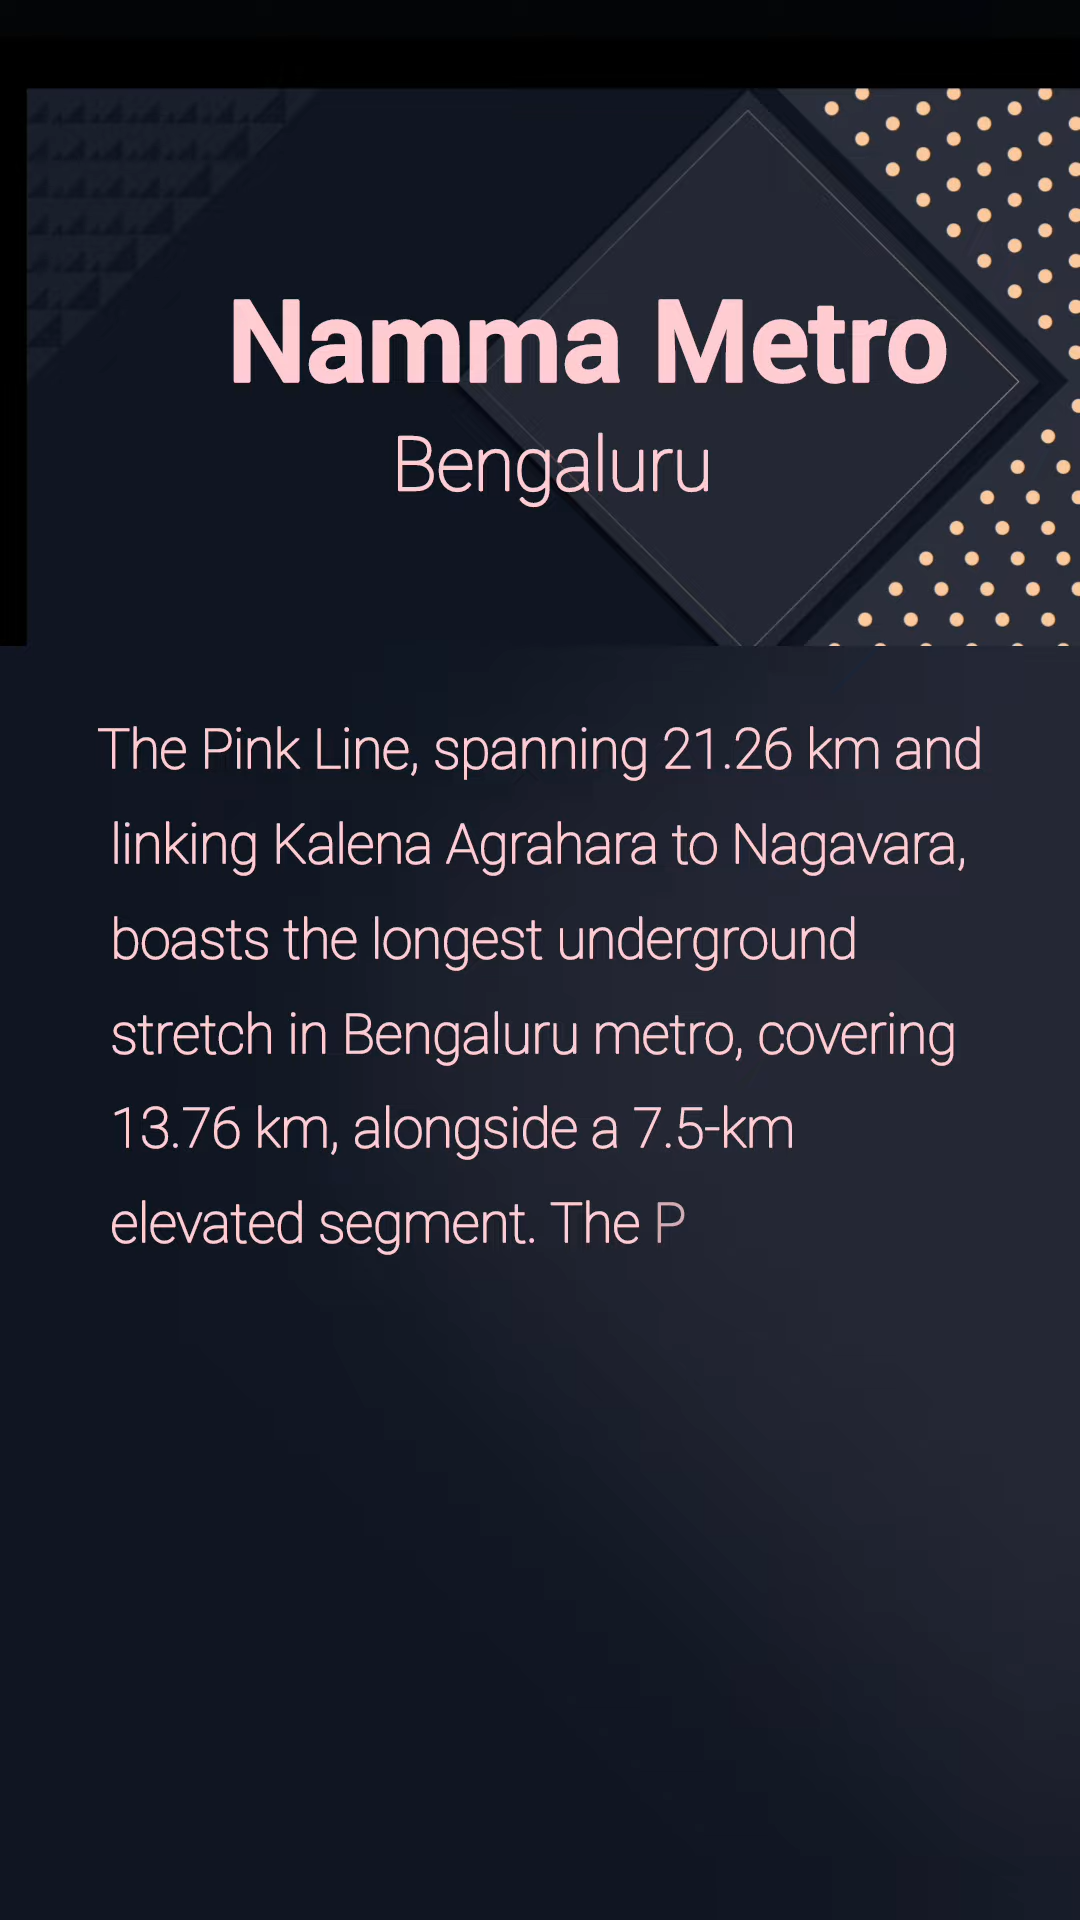 Namma Metro
Bengaluru
The Pink Line, spanning 21.26 km and
linking Kalena Agrahara to Nagavara,
boasts the longest underground
stretch in Bengaluru metro, covering
13.76 km, alongside a 7.5-km
elevated segment. The P